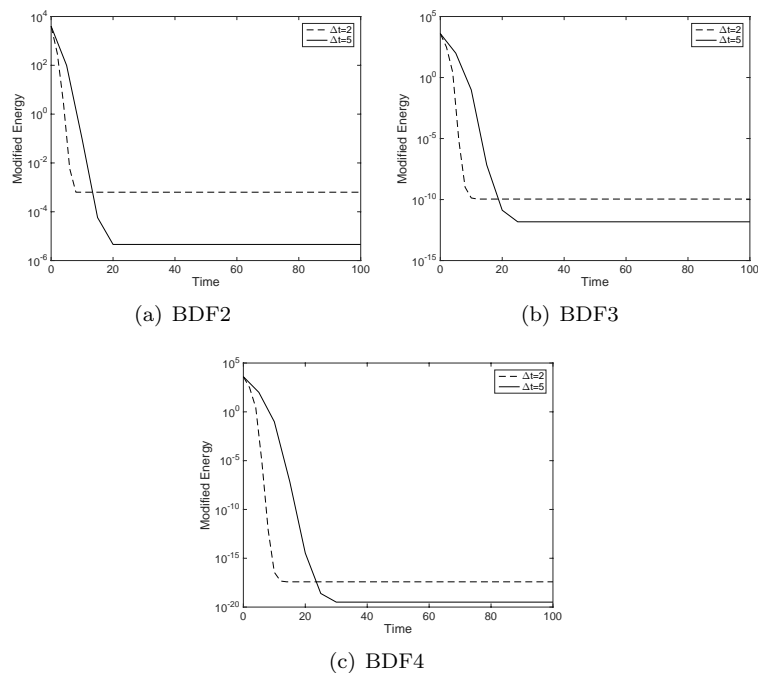 10^4
10^2
10^0
10^-2
10^-4
10^-6
Modified Energy
0 20 40 60 80 100
Time
Δt=2
Δt=5
(a) BDF2
10^5
10^0
10^-5
10^-10
10^-15
Modified Energy
0 20 40 60 80 100
Time
Δt=2
Δt=5
(b) BDF3
10^5
10^0
10^-5
10^-10
10^-15
10^-20
Modified Energy
0 20 40 60 80 100
Time
Δt=2
Δt=5
(c) BDF4